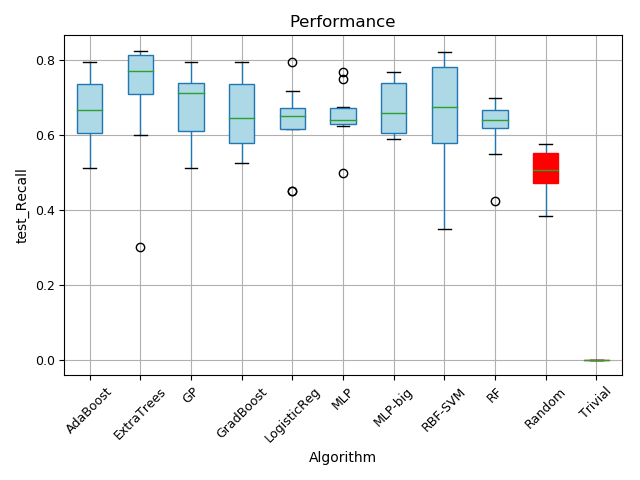 Performance
test_Recall
0.8
0.6
0.4
0.2
0.0
AdaBoost
ExtraTrees
GP
GradBoost
LogisticReg
MLP
MLP-big
RBF-SVM
RF
Random
Trivial
Algorithm